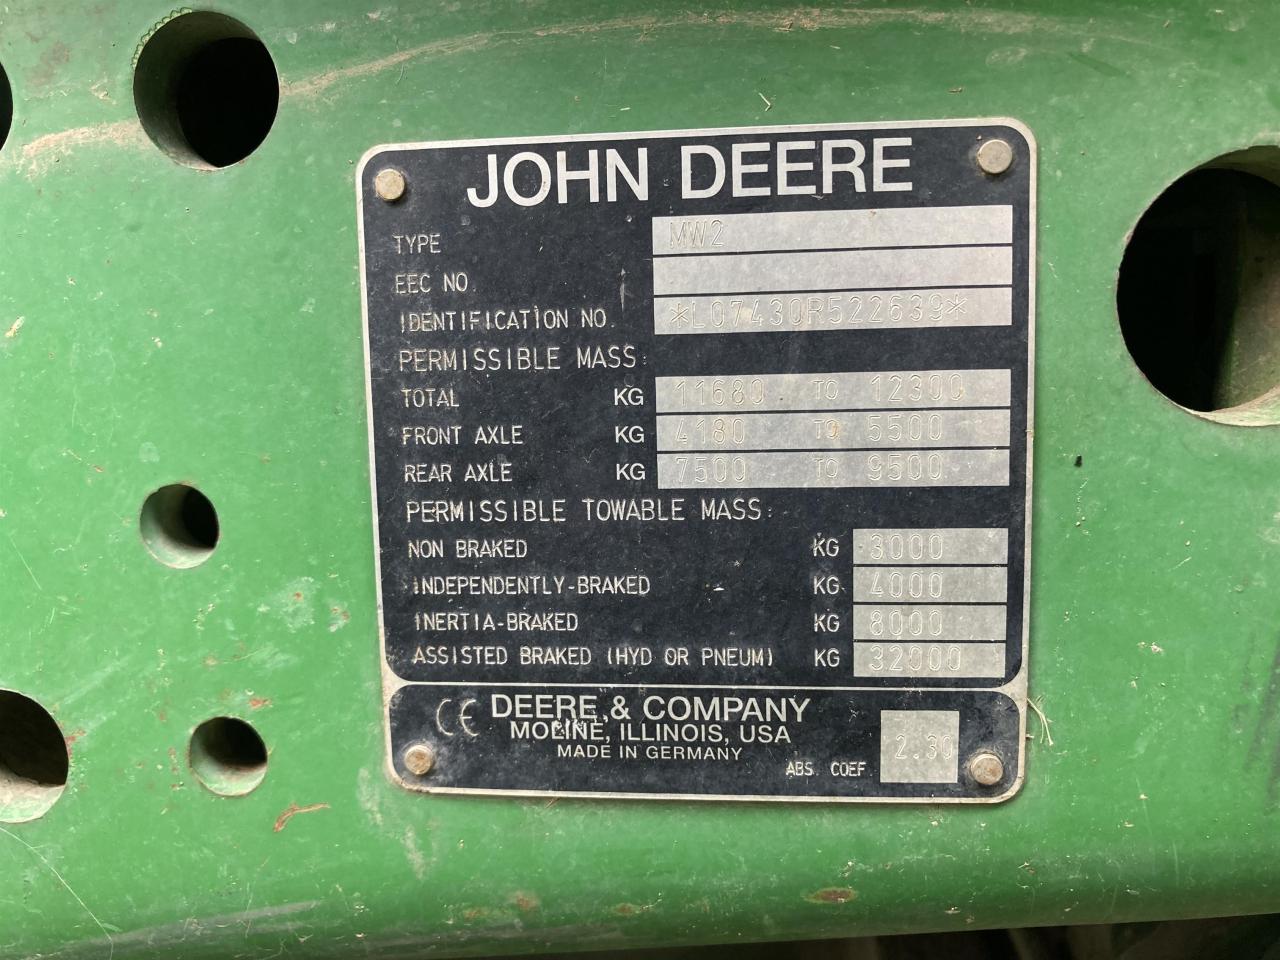 JOHN DEERE
TYPE MW2
EEC NO.
IDENTIFICATION NO. *L07430R522639*
PERMISSIBLE MASS:
TOTAL KG 11680 TO 12300
FRONT AXLE KG 4180 TO 5500
REAR AXLE KG 7500 TO 9500
PERMISSIBLE TOWABLE MASS:
NON BRAKED KG 3000
INDEPENDENTLY-BRAKED KG 4000
INERTIA-BRAKED KG 8000
ASSISTED BRAKED (HYD OR PNEUM) KG 32000
CE DEERE & COMPANY
MOLINE, ILLINOIS, USA
MADE IN GERMANY
ABS. COEF. 2.30